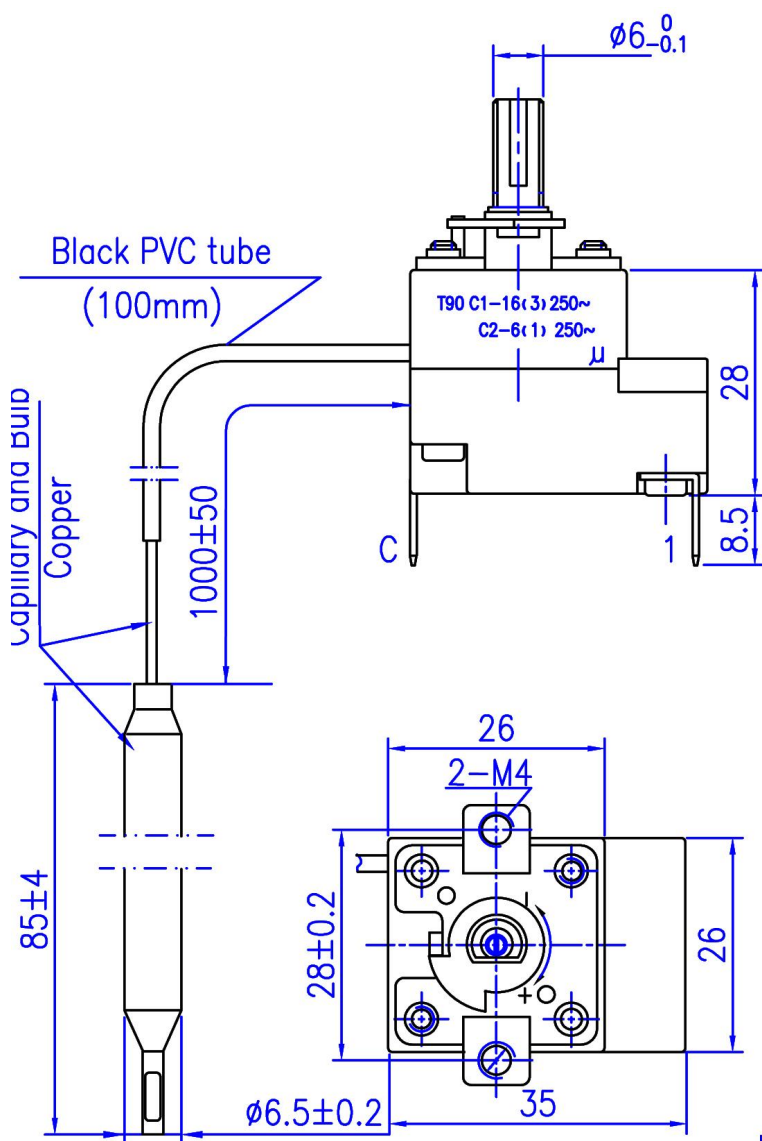 ø6 0 -0.1
Black PVC tube
(100mm)
T90 C1-16(3) 250~
C2-6(1) 250~
µ
28
8.5
C
1
Capillary and Bulb
Copper
1000±50
26
2-M4
85±4
28±0.2
26
+
ø6.5±0.2
35